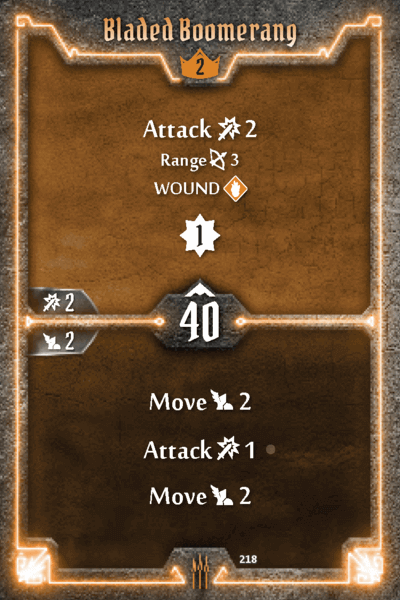 Bladed Boomerang
2
Attack 2
Range 3
WOUND
1
2
40
2
Move 2
Attack 1
Move 2
218